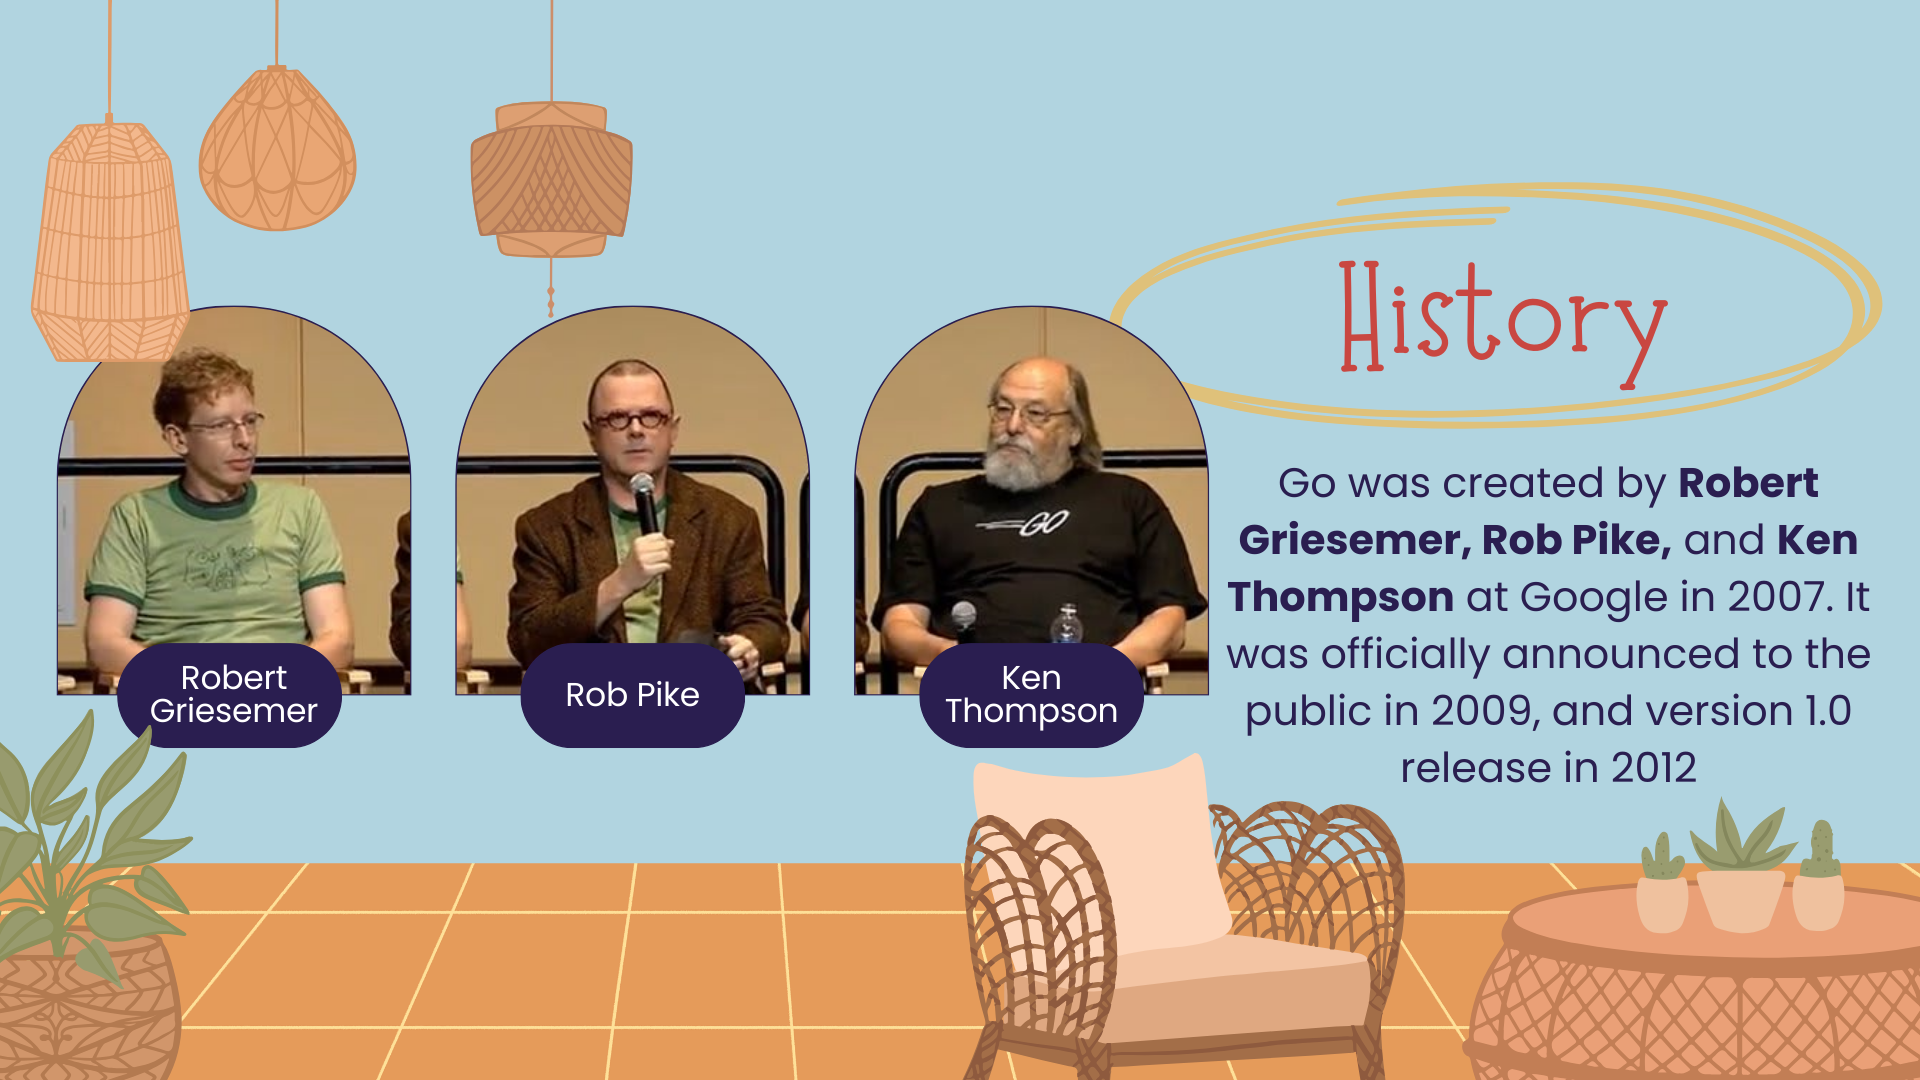 History
Robert
Griesemer
Rob Pike
Ken
Thompson
GO
Go was created by Robert
Griesemer, Rob Pike, and Ken
Thompson at Google in 2007. It
was officially announced to the
public in 2009, and version 1.0
release in 2012